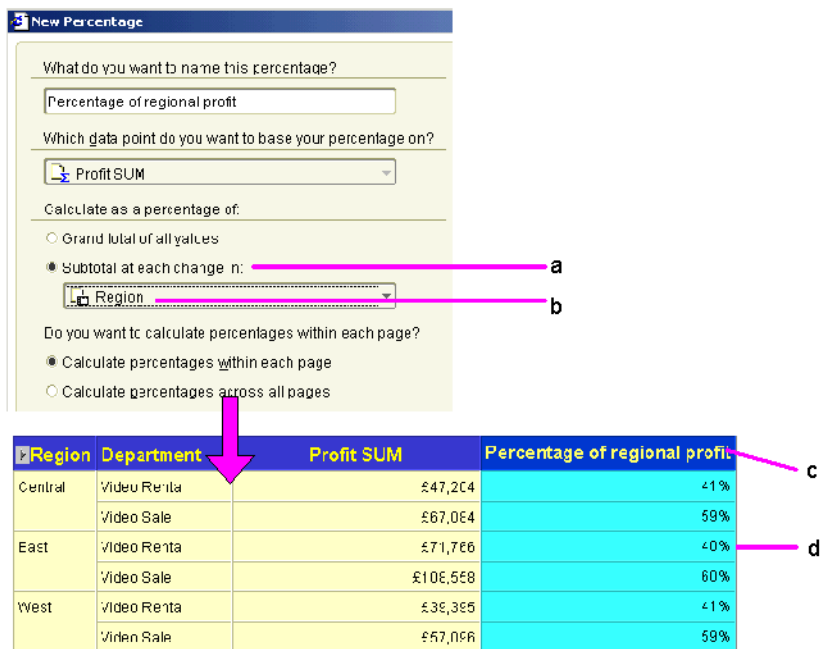 New Percentage
What do you want to name this percentage?
Percentage of regional profit
Which data point do you want to base your percentage on?
Profit SUM
Calculate as a percentage of:
Grand total of all values
Subtotal at each change in:
a
Region
b
Do you want to calculate percentages within each page?
Calculate percentages within each page
Calculate percentages across all pages
Region Department Profit SUM Percentage of regional profit
c
Central Video Renta £47,204 41%
Video Sale £67,084 59%
East Video Renta £71,766 40%
d
Video Sale £108,558 60%
West Video Renta £39,395 41%
Video Sale £57,096 59%